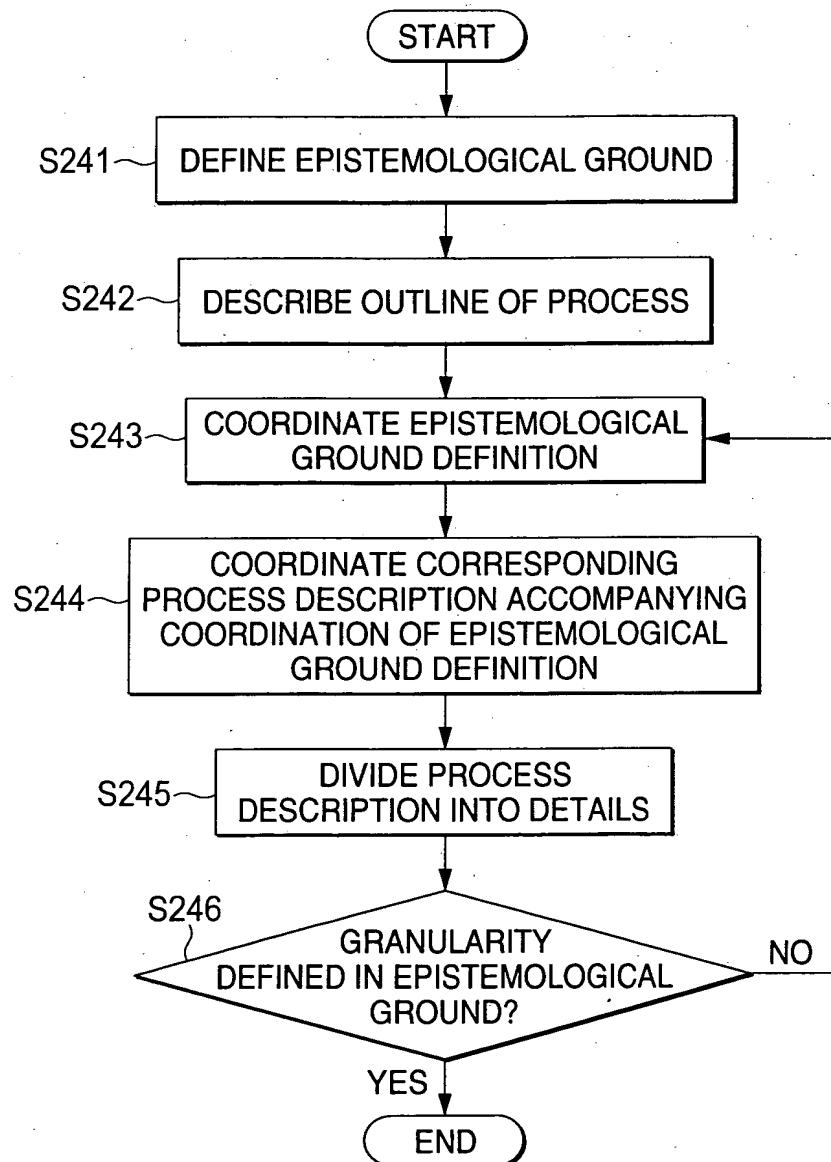 START
S241
DEFINE EPISTEMOLOGICAL GROUND
S242
DESCRIBE OUTLINE OF PROCESS
S243
COORDINATE EPISTEMOLOGICAL
GROUND DEFINITION
S244
COORDINATE CORRESPONDING
PROCESS DESCRIPTION ACCOMPANYING
COORDINATION OF EPISTEMOLOGICAL
GROUND DEFINITION
S245
DIVIDE PROCESS
DESCRIPTION INTO DETAILS
S246
GRANULARITY
DEFINED IN EPISTEMOLOGICAL
GROUND?
NO
YES
END